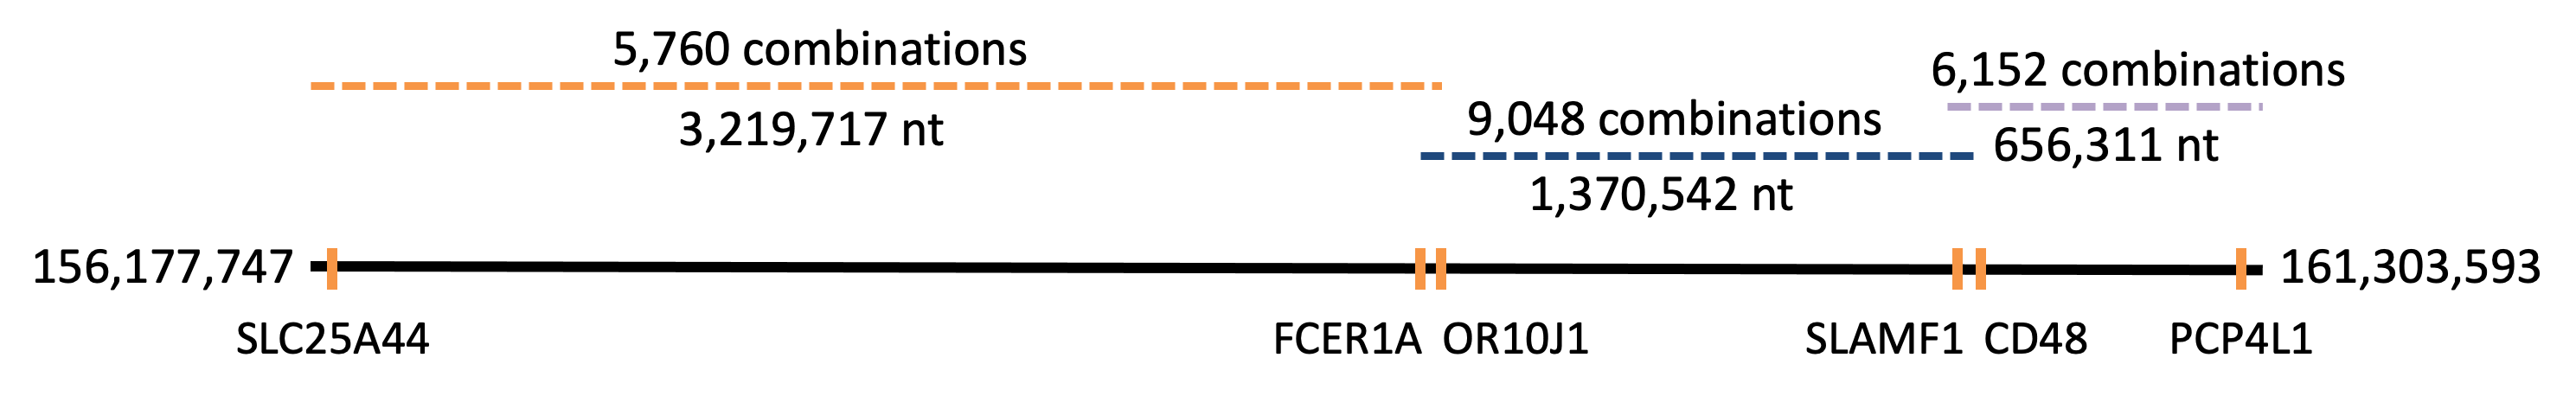 5,760 combinations
3,219,717 nt
9,048 combinations
1,370,542 nt
6,152 combinations
656,311 nt
156,177,747
161,303,593
SLC25A44
FCER1A
OR10J1
SLAMF1
CD48
PCP4L1